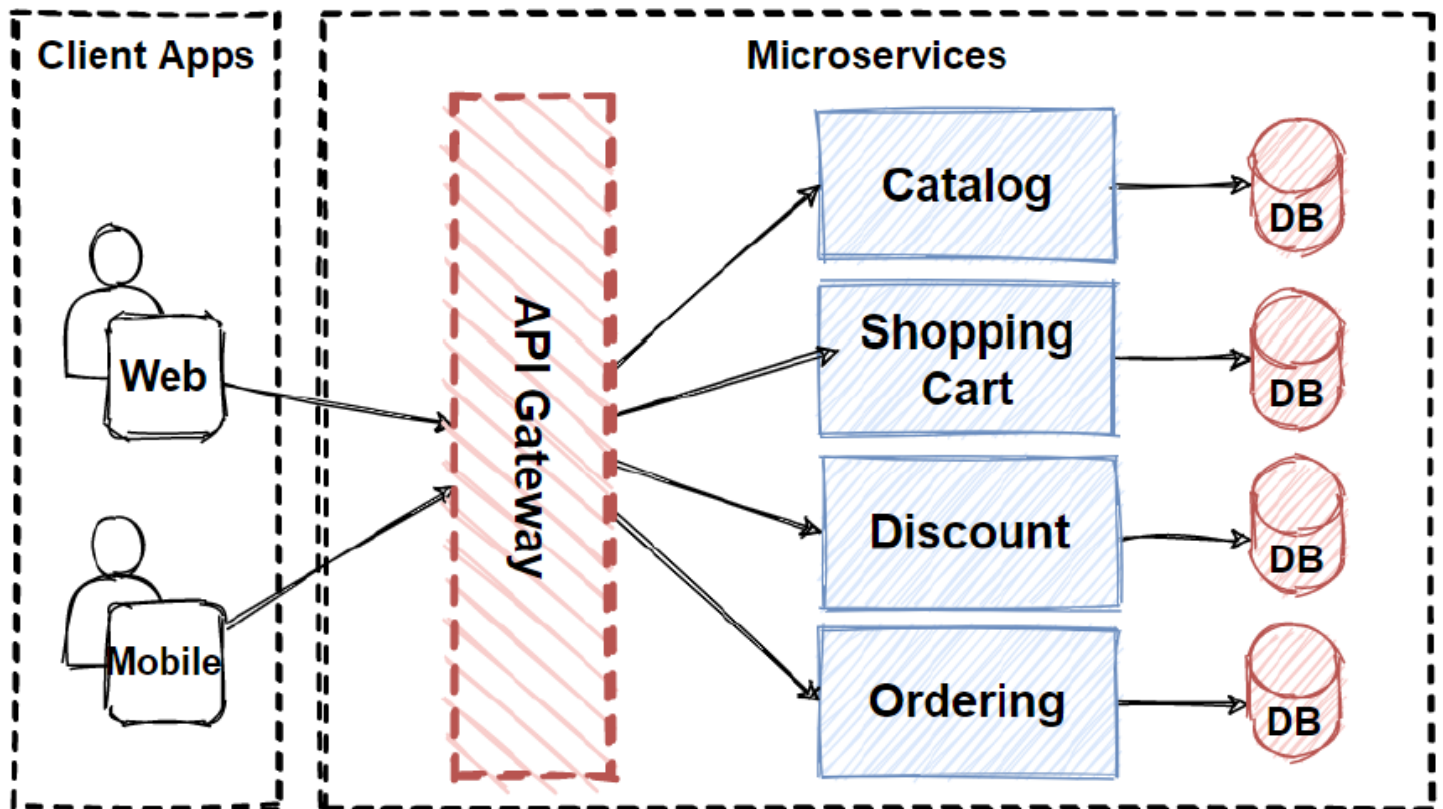 Client Apps
Microservices
Web
Mobile
API Gateway
Catalog
DB
Shopping
Cart
DB
Discount
DB
Ordering
DB